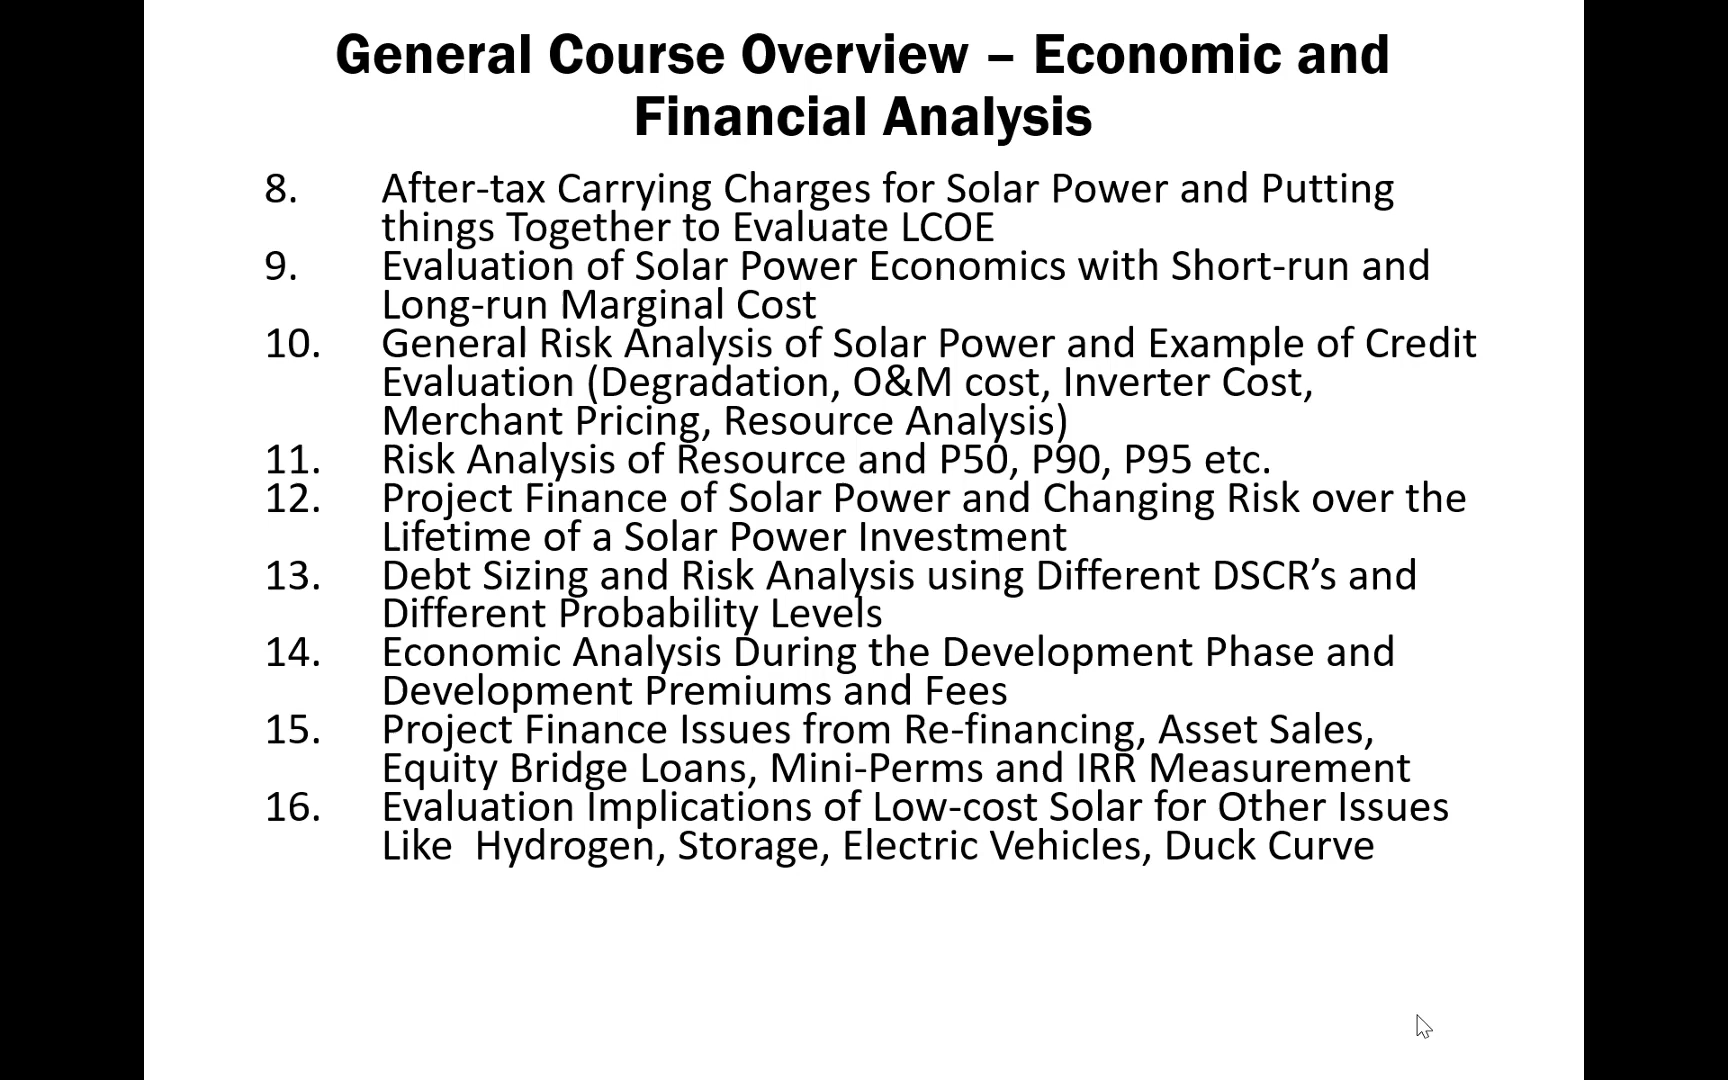 General Course Overview – Economic and
Financial Analysis
8. After-tax Carrying Charges for Solar Power and Putting
things Together to Evaluate LCOE
9. Evaluation of Solar Power Economics with Short-run and
Long-run Marginal Cost
10. General Risk Analysis of Solar Power and Example of Credit
Evaluation (Degradation, O&M cost, Inverter Cost,
Merchant Pricing, Resource Analysis)
11. Risk Analysis of Resource and P50, P90, P95 etc.
12. Project Finance of Solar Power and Changing Risk over the
Lifetime of a Solar Power Investment
13. Debt Sizing and Risk Analysis using Different DSCR’s and
Different Probability Levels
14. Economic Analysis During the Development Phase and
Development Premiums and Fees
15. Project Finance Issues from Re-financing, Asset Sales,
Equity Bridge Loans, Mini-Perms and IRR Measurement
16. Evaluation Implications of Low-cost Solar for Other Issues
Like  Hydrogen, Storage, Electric Vehicles, Duck Curve